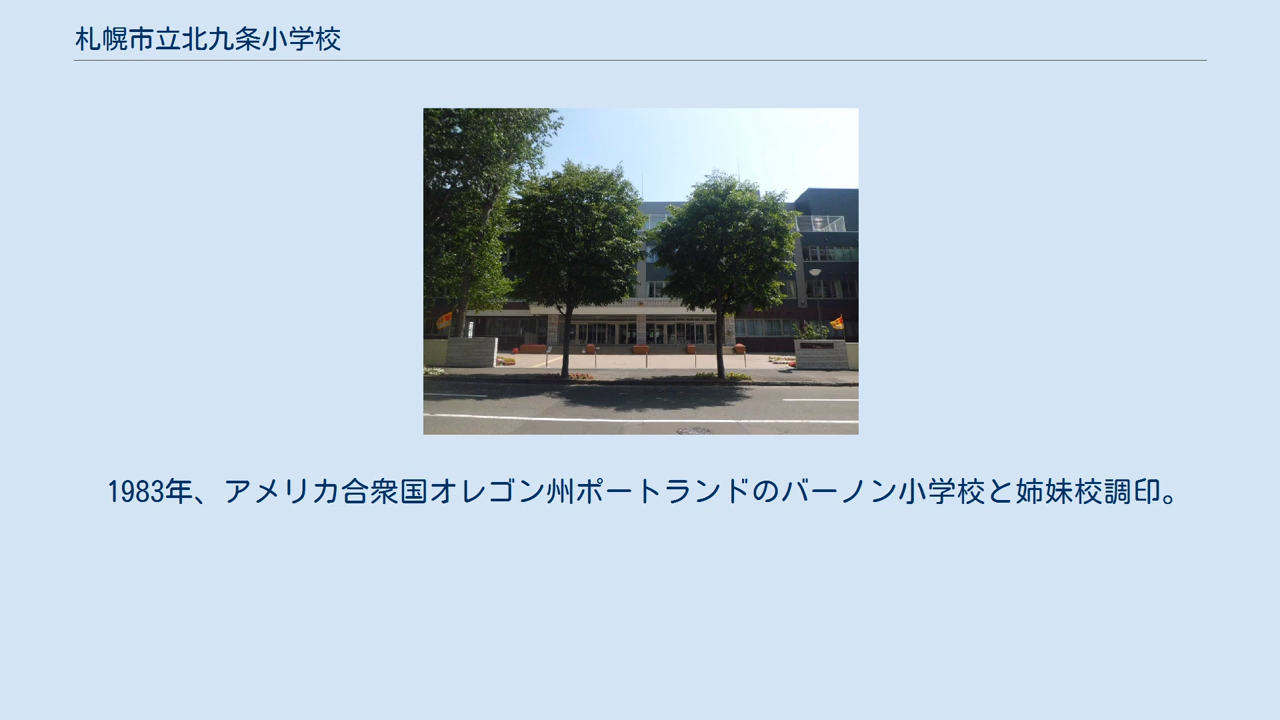 札幌市立北九条小学校
1983年、アメリカ合衆国オレゴン州ポートランドのバーノン小学校と姉妹校調印。